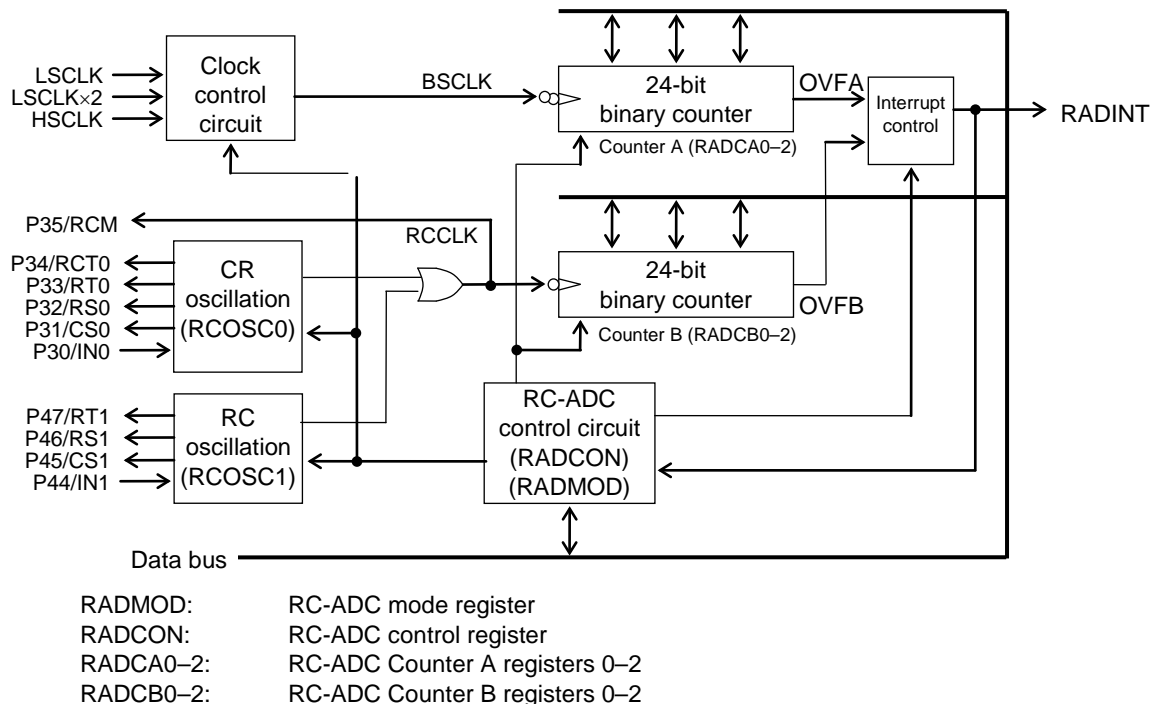 LSCLK
LSCLK×2
HSCLK
Clock
control
circuit
BSCLK
24-bit
binary counter
Counter A (RADCA0–2)
OVFA
Interrupt
control
RADINT
P35/RCM
RCCLK
P34/RCT0
P33/RT0
P32/RS0
P31/CS0
P30/IN0
CR
oscillation
(RCOSC0)
24-bit
binary counter
Counter B (RADCB0–2)
OVFB
P47/RT1
P46/RS1
P45/CS1
P44/IN1
RC
oscillation
(RCOSC1)
RC-ADC
control circuit
(RADCON)
(RADMOD)
Data bus
RADMOD: RC-ADC mode register
RADCON: RC-ADC control register
RADCA0–2: RC-ADC Counter A registers 0–2
RADCB0–2: RC-ADC Counter B registers 0–2